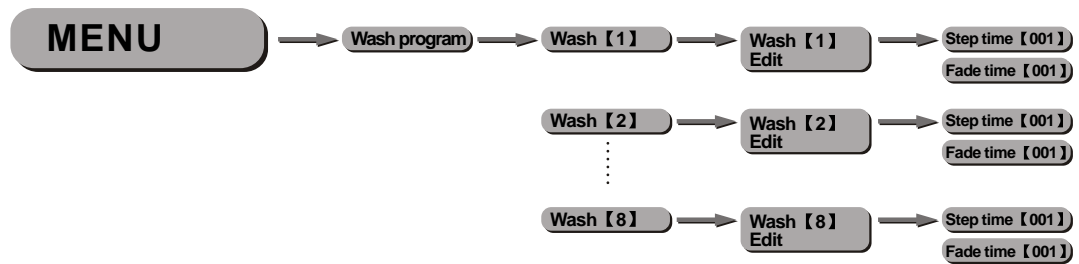 MENU
Wash program
Wash【1】
Wash【1】
Edit
Step time【001】
Fade time【001】
Wash【2】
Wash【2】
Edit
Step time【001】
Fade time【001】
Wash【8】
Wash【8】
Edit
Step time【001】
Fade time【001】